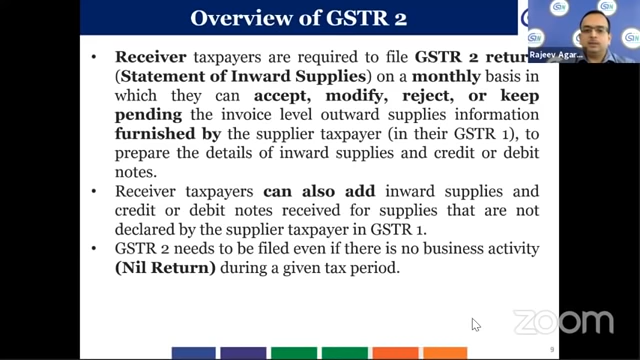 Overview of GSTR 2
• Receiver taxpayers are required to file GSTR 2 return
(Statement of Inward Supplies) on a monthly basis in
which they can accept, modify, reject, or keep
pending the invoice level outward supplies information
furnished by the supplier taxpayer (in their GSTR 1), to
prepare the details of inward supplies and credit or debit
notes.
• Receiver taxpayers can also add inward supplies and
credit or debit notes received for supplies that are not
declared by the supplier taxpayer in GSTR 1.
• GSTR 2 needs to be filed even if there is no business activity
(Nil Return) during a given tax period.
Rajeev Agar...
zoom
9